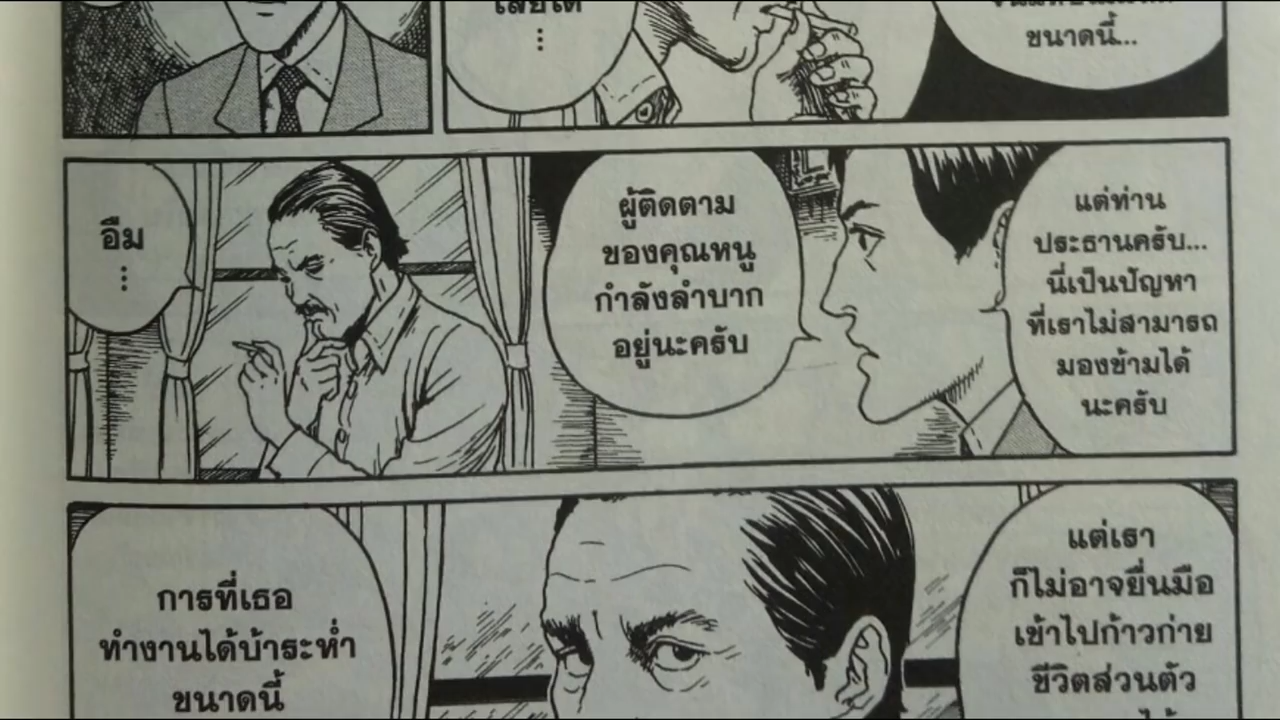 ขนาดนี้...
เสียได้
...
แต่ท่าน
ประธานครับ...
นี่เป็นปัญหา
ที่เราไม่สามารถ
มองข้ามได้
นะครับ
ผู้ติดตาม
ของคุณหนู
กำลังลำบาก
อยู่นะครับ
อืม
...
แต่เรา
ก็ไม่อาจยื่นมือ
เข้าไปก้าวก่าย
ชีวิตส่วนตัว
การที่เธอ
ทำงานได้บ้าระห่ำ
ขนาดนี้